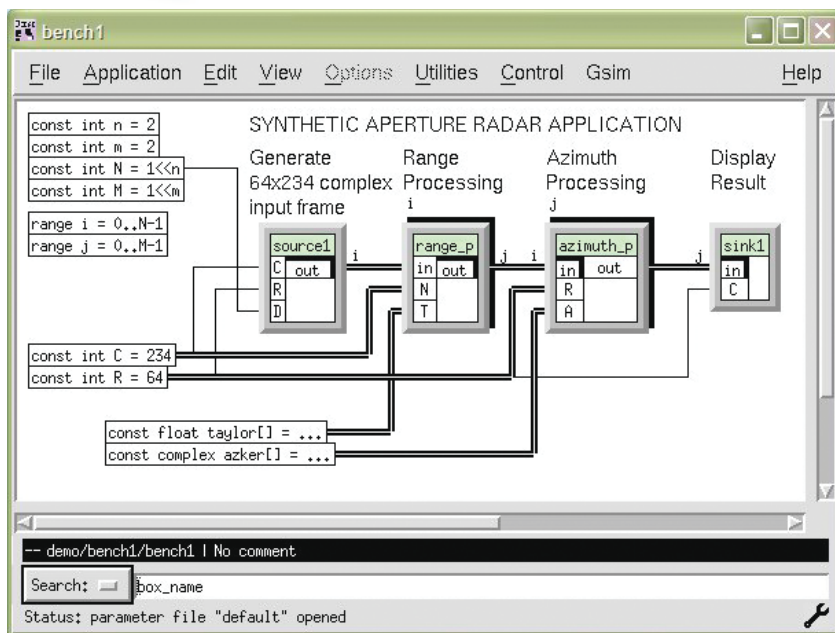 bench1
File Application Edit View Options Utilities Control Gsim Help
const int n = 2
const int m = 2
const int N = 1<<n
const int M = 1<<m
range i = 0..N-1
range j = 0..M-1
SYNTHETIC APERTURE RADAR APPLICATION
Generate
64x234 complex
input frame
Range
Processing
Azimuth
Processing
Display
Result
i
j
source1
C out
R
D
i
range_p
in out
N
T
j
i
azimuth_p
in out
R
A
j
sink1
in
C
const int C = 234
const int R = 64
const float taylor[] = ...
const complex azker[] = ...
-- demo/bench1/bench1 | No comment
Search: box_name
Status: parameter file "default" opened